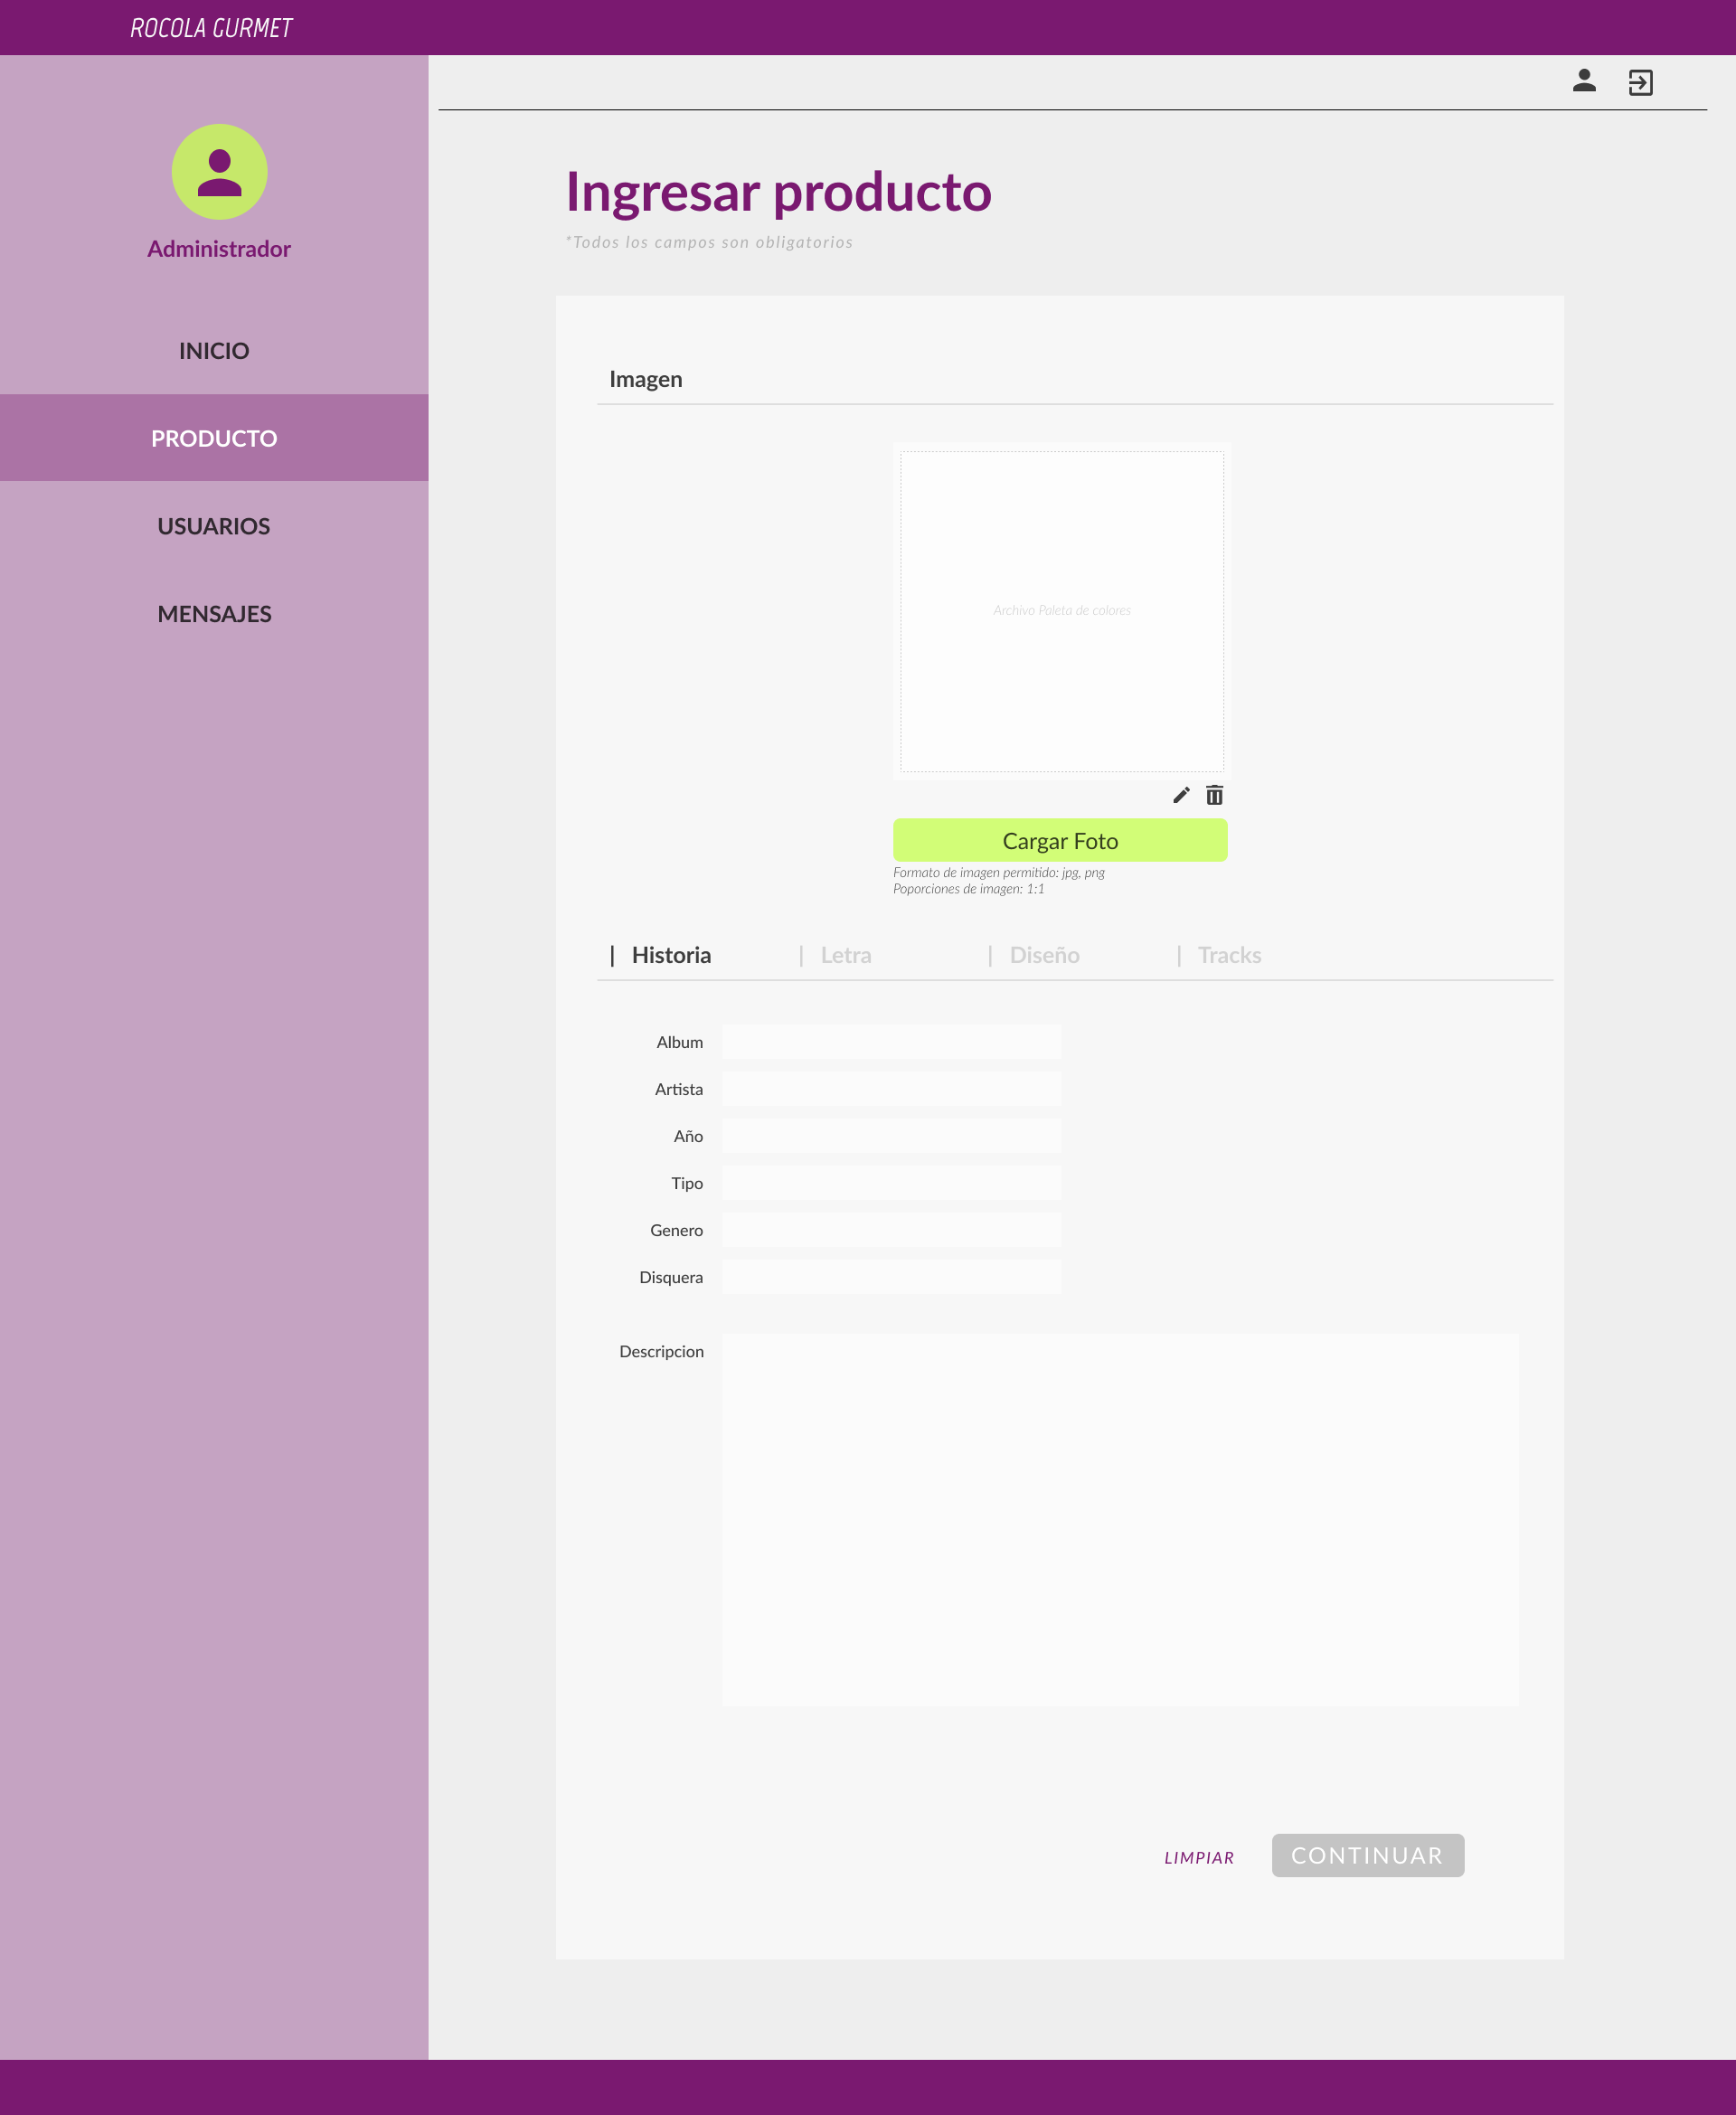 ROCOLA GURMET
Administrador
INICIO
PRODUCTO
USUARIOS
MENSAJES
Ingresar producto
*Todos los campos son obligatorios
Imagen
Archivo Paleta de colores
Cargar Foto
Formato de imagen permitido: jpg, png
Poporciones de imagen: 1:1
| Historia | Letra | Diseño | Tracks
Album
Artista
Año
Tipo
Genero
Disquera
Descripcion
LIMPIAR CONTINUAR